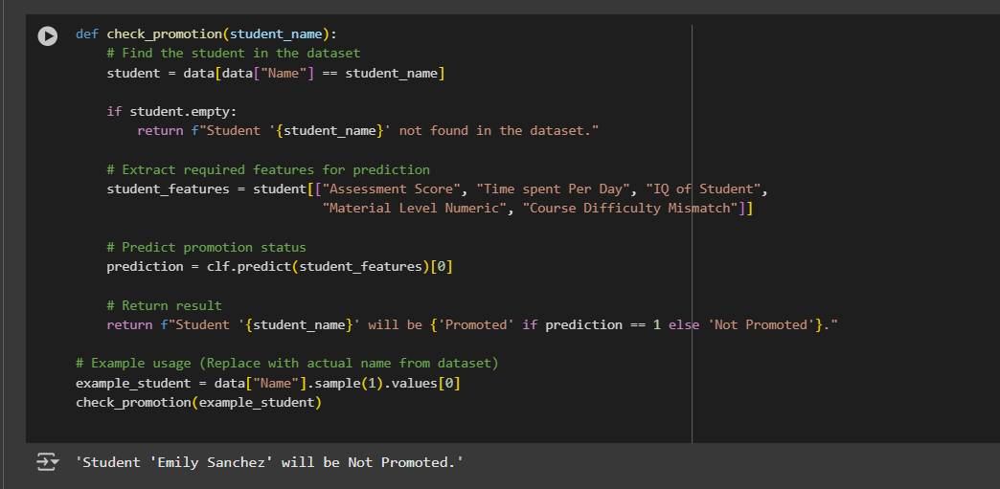 def check_promotion(student_name):
    # Find the student in the dataset
    student = data[data["Name"] == student_name]

    if student.empty:
        return f"Student '{student_name}' not found in the dataset."

    # Extract required features for prediction
    student_features = student[["Assessment Score", "Time spent Per Day", "IQ of Student",
                                "Material Level Numeric", "Course Difficulty Mismatch"]]

    # Predict promotion status
    prediction = clf.predict(student_features)[0]

    # Return result
    return f"Student '{student_name}' will be {'Promoted' if prediction == 1 else 'Not Promoted'}."

# Example usage (Replace with actual name from dataset)
example_student = data["Name"].sample(1).values[0]
check_promotion(example_student)

'Student 'Emily Sanchez' will be Not Promoted.'